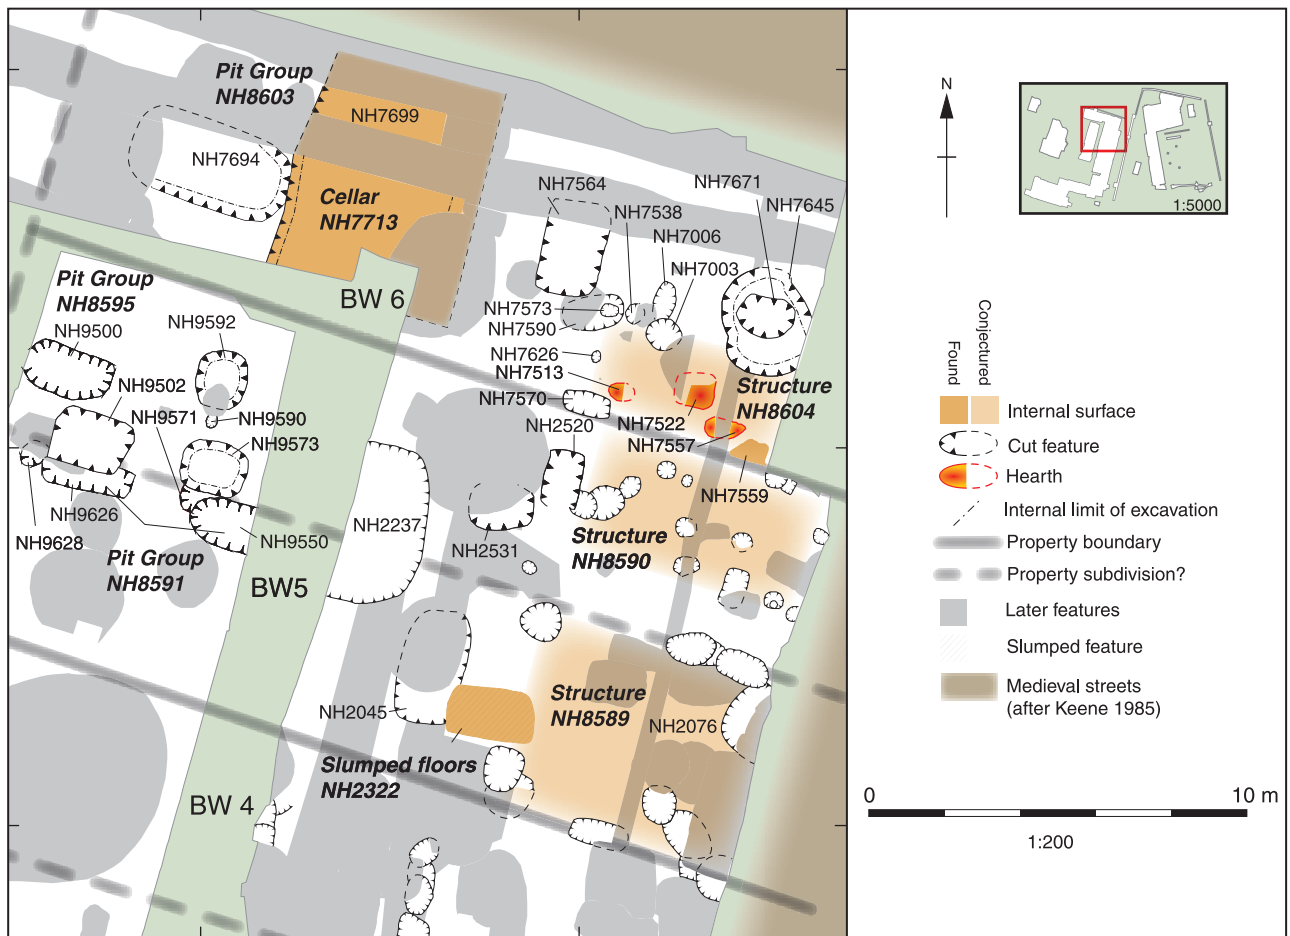 Pit Group
NH8603
NH7699
NH7694
Cellar
NH7713
NH7564
NH7671
NH7538
NH7645
NH7006
NH7003
Pit Group
NH8595
BW 6
NH7573
NH7590
NH9500
NH9592
NH7626
NH7513
NH9502
NH7570
Structure
NH8604
NH9571
NH9590
NH2520
NH7522
NH9573
NH7557
NH7559
NH9626
NH2237
NH9628
NH9550
NH2531
Structure
NH8590
Pit Group
NH8591
BW5
NH2045
Structure
NH8589
NH2076
Slumped floors
NH2322
BW 4
N
1:5000
Found
Conjectured
Internal surface
Cut feature
Hearth
Internal limit of excavation
Property boundary
Property subdivision?
Later features
Slumped feature
Medieval streets
(after Keene 1985)
0
10 m
1:200